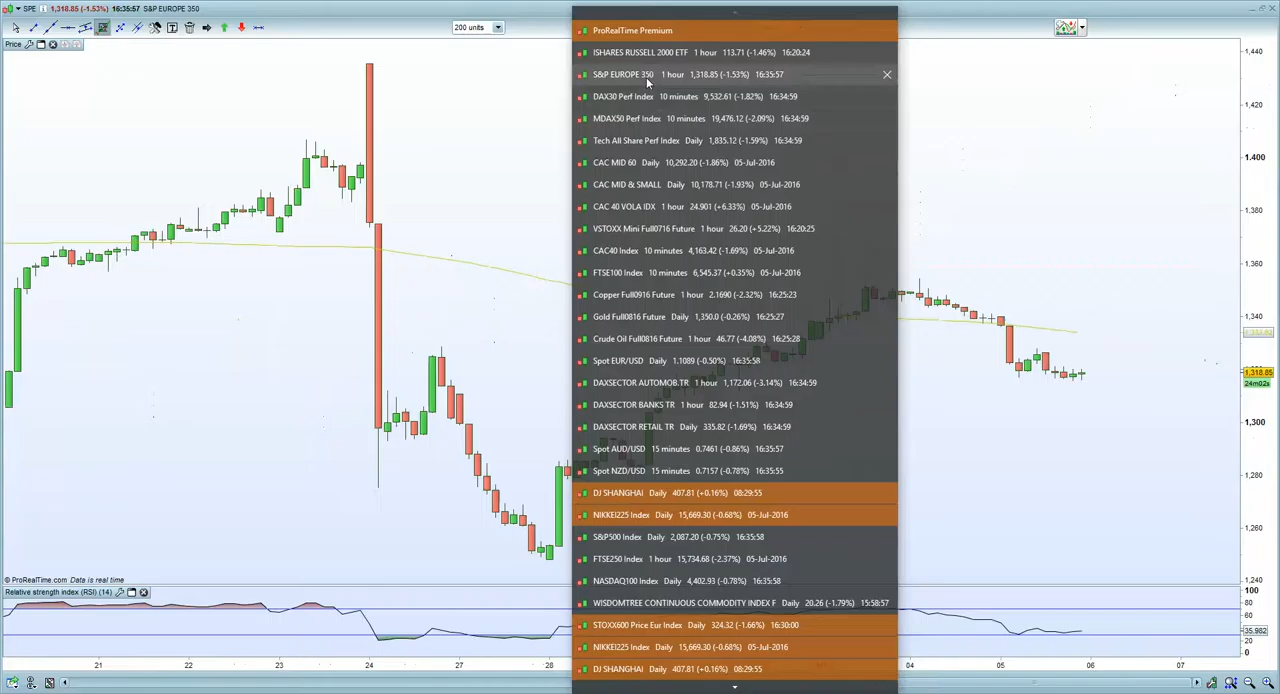 SPE 1,318.85 (-1.53%) 16:35:57 S&P EUROPE 350
200 units
Price
ProRealTime Premium
ISHARES RUSSELL 2000 ETF 1 hour 113.71 (-1.46%) 16:20:24
S&P EUROPE 350 1 hour 1,318.85 (-1.53%) 16:35:57
DAX30 Perf Index 10 minutes 9,532.61 (-1.82%) 16:34:59
MDAX50 Perf Index 10 minutes 19,476.12 (-2.09%) 16:34:59
Tech All Share Perf Index Daily 1,835.12 (-1.59%) 16:34:59
CAC MID 60 Daily 10,292.20 (-1.86%) 05-Jul-2016
CAC MID & SMALL Daily 10,178.71 (-1.93%) 05-Jul-2016
CAC 40 VOLA IDX 1 hour 24.901 (+6.33%) 05-Jul-2016
VSTOXX Mini Full0716 Future 1 hour 26.20 (+5.22%) 16:20:25
CAC40 Index 10 minutes 4,163.42 (-1.69%) 05-Jul-2016
FTSE100 Index 10 minutes 6,545.37 (+0.35%) 05-Jul-2016
Copper Full0916 Future 1 hour 2.1690 (-2.32%) 16:25:23
Gold Full0816 Future Daily 1,350.0 (-0.26%) 16:25:27
Crude Oil Full0816 Future 1 hour 46.77 (-4.08%) 16:25:28
Spot EUR/USD Daily 1.1089 (-0.50%) 16:35:58
DAXSECTOR AUTOMOB.TR 1 hour 1,172.06 (-3.14%) 16:34:59
DAXSECTOR BANKS TR 1 hour 82.94 (-1.51%) 16:34:59
DAXSECTOR RETAIL TR Daily 335.82 (-1.69%) 16:34:59
Spot AUD/USD 15 minutes 0.7461 (-0.86%) 16:35:57
Spot NZD/USD 15 minutes 0.7157 (-0.78%) 16:35:55
DJ SHANGHAI Daily 407.81 (+0.16%) 08:29:55
NIKKEI225 Index Daily 15,669.30 (-0.68%) 05-Jul-2016
S&P500 Index Daily 2,087.20 (-0.75%) 16:35:58
FTSE250 Index 1 hour 15,734.68 (-2.37%) 05-Jul-2016
NASDAQ100 Index Daily 4,402.93 (-0.78%) 16:35:58
WISDOMTREE CONTINUOUS COMMODITY INDEX F Daily 20.26 (-1.79%) 15:58:57
STOXX600 Price Eur Index Daily 324.32 (-1.66%) 16:30:00
NIKKEI225 Index Daily 15,669.30 (-0.68%) 05-Jul-2016
DJ SHANGHAI Daily 407.81 (+0.16%) 08:29:55
1,440
1,420
1,400
1,380
1,360
1,340
1,318.85
24m02s
1,300
1,280
1,260
1,240
© ProRealTime.com Data is real time
Relative strength index (RSI) (14)
100
80
60
35.982
20
0
21 22 23 24 27 28 04 05 06 07